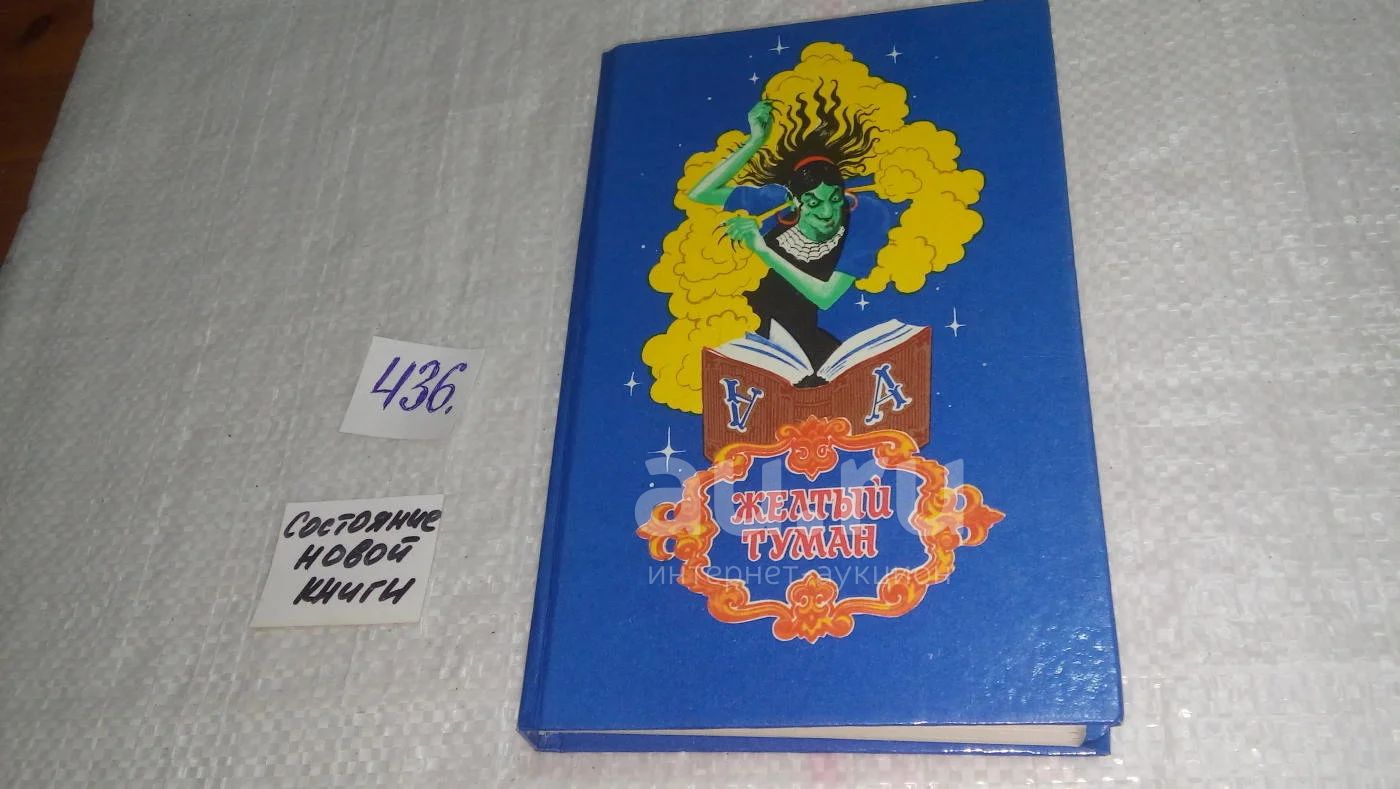 436.
Состояние
новой
книги
А
А
ЖЕЛТЫЙ
ТУМАН
au.ru
интернет аукцион